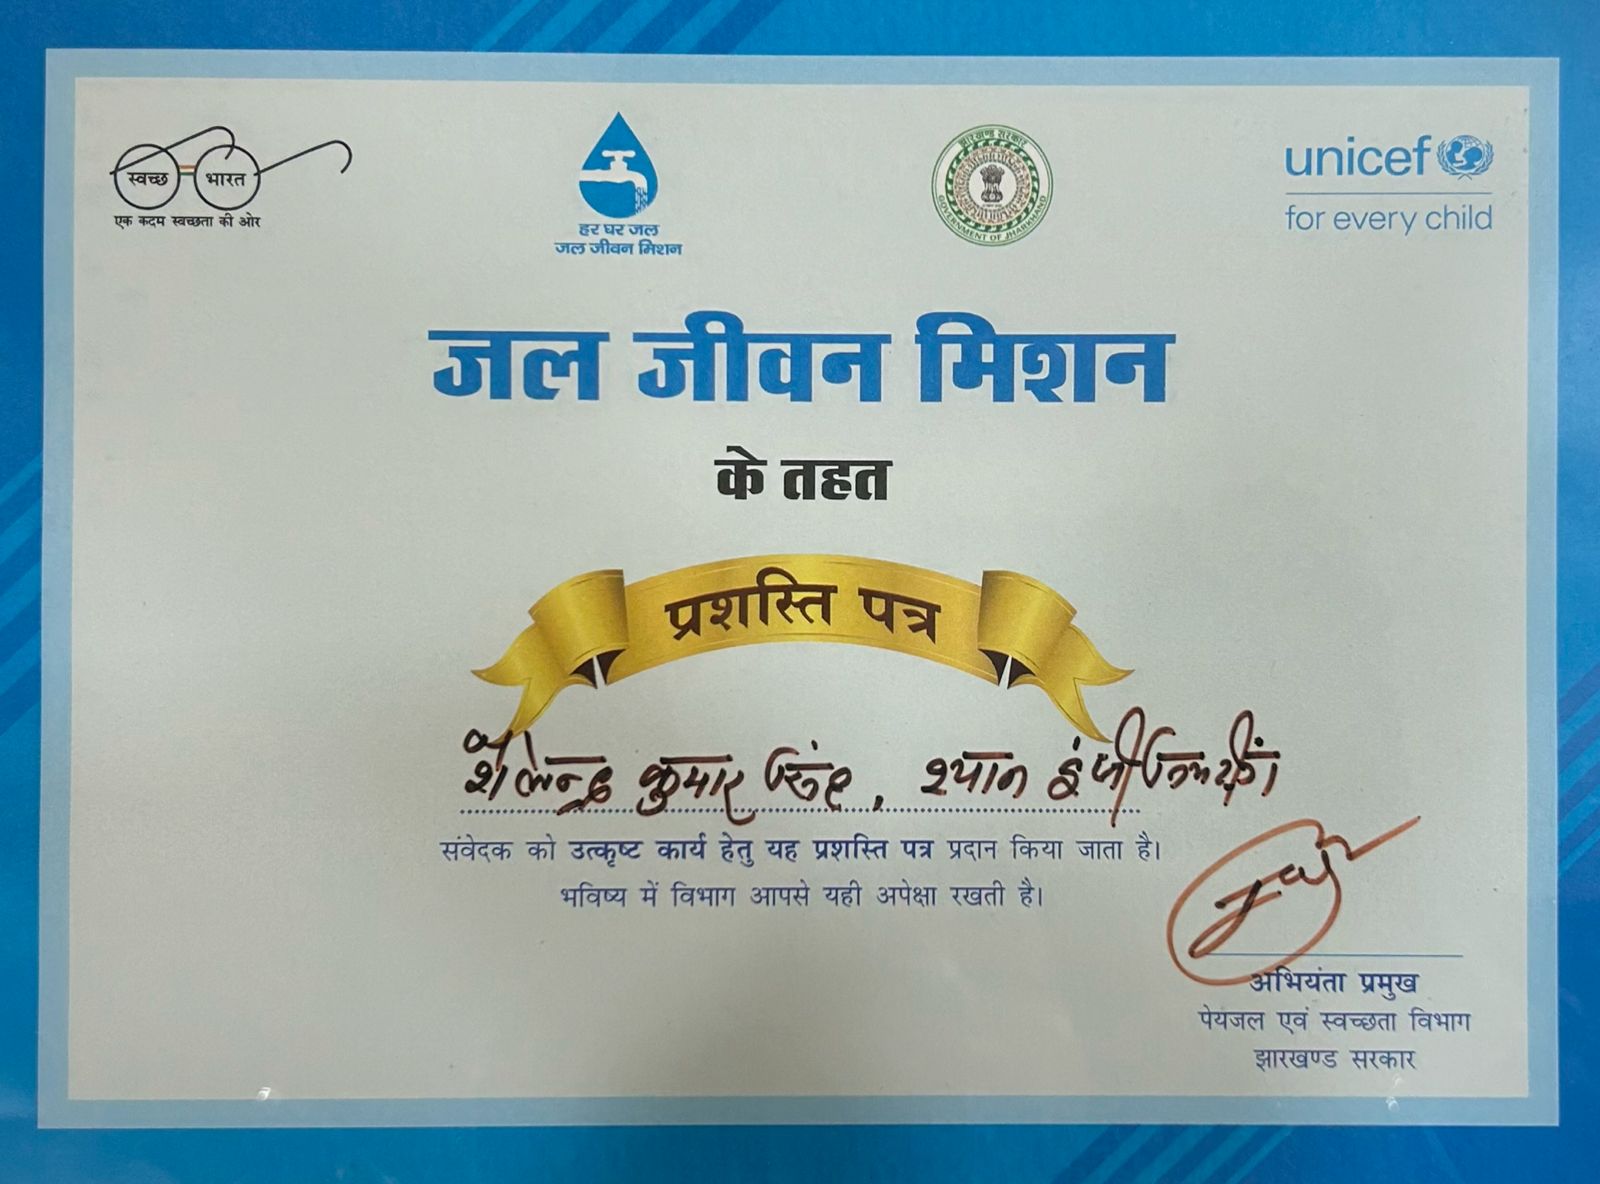 स्वच्छ भारत
एक कदम स्वच्छता की ओर
हर घर जल
जल जीवन मिशन
झारखण्ड सरकार
GOVERNMENT OF JHARKHAND
unicef
for every child
जल जीवन मिशन
के तहत
प्रशस्ति पत्र
शैलेन्द्र कुमार सिंह, श्यान इंजीनियरिंग
संवेदक को उत्कृष्ट कार्य हेतु यह प्रशस्ति पत्र प्रदान किया जाता है।
भविष्य में विभाग आपसे यही अपेक्षा रखती है।
अभियंता प्रमुख
पेयजल एवं स्वच्छता विभाग
झारखण्ड सरकार